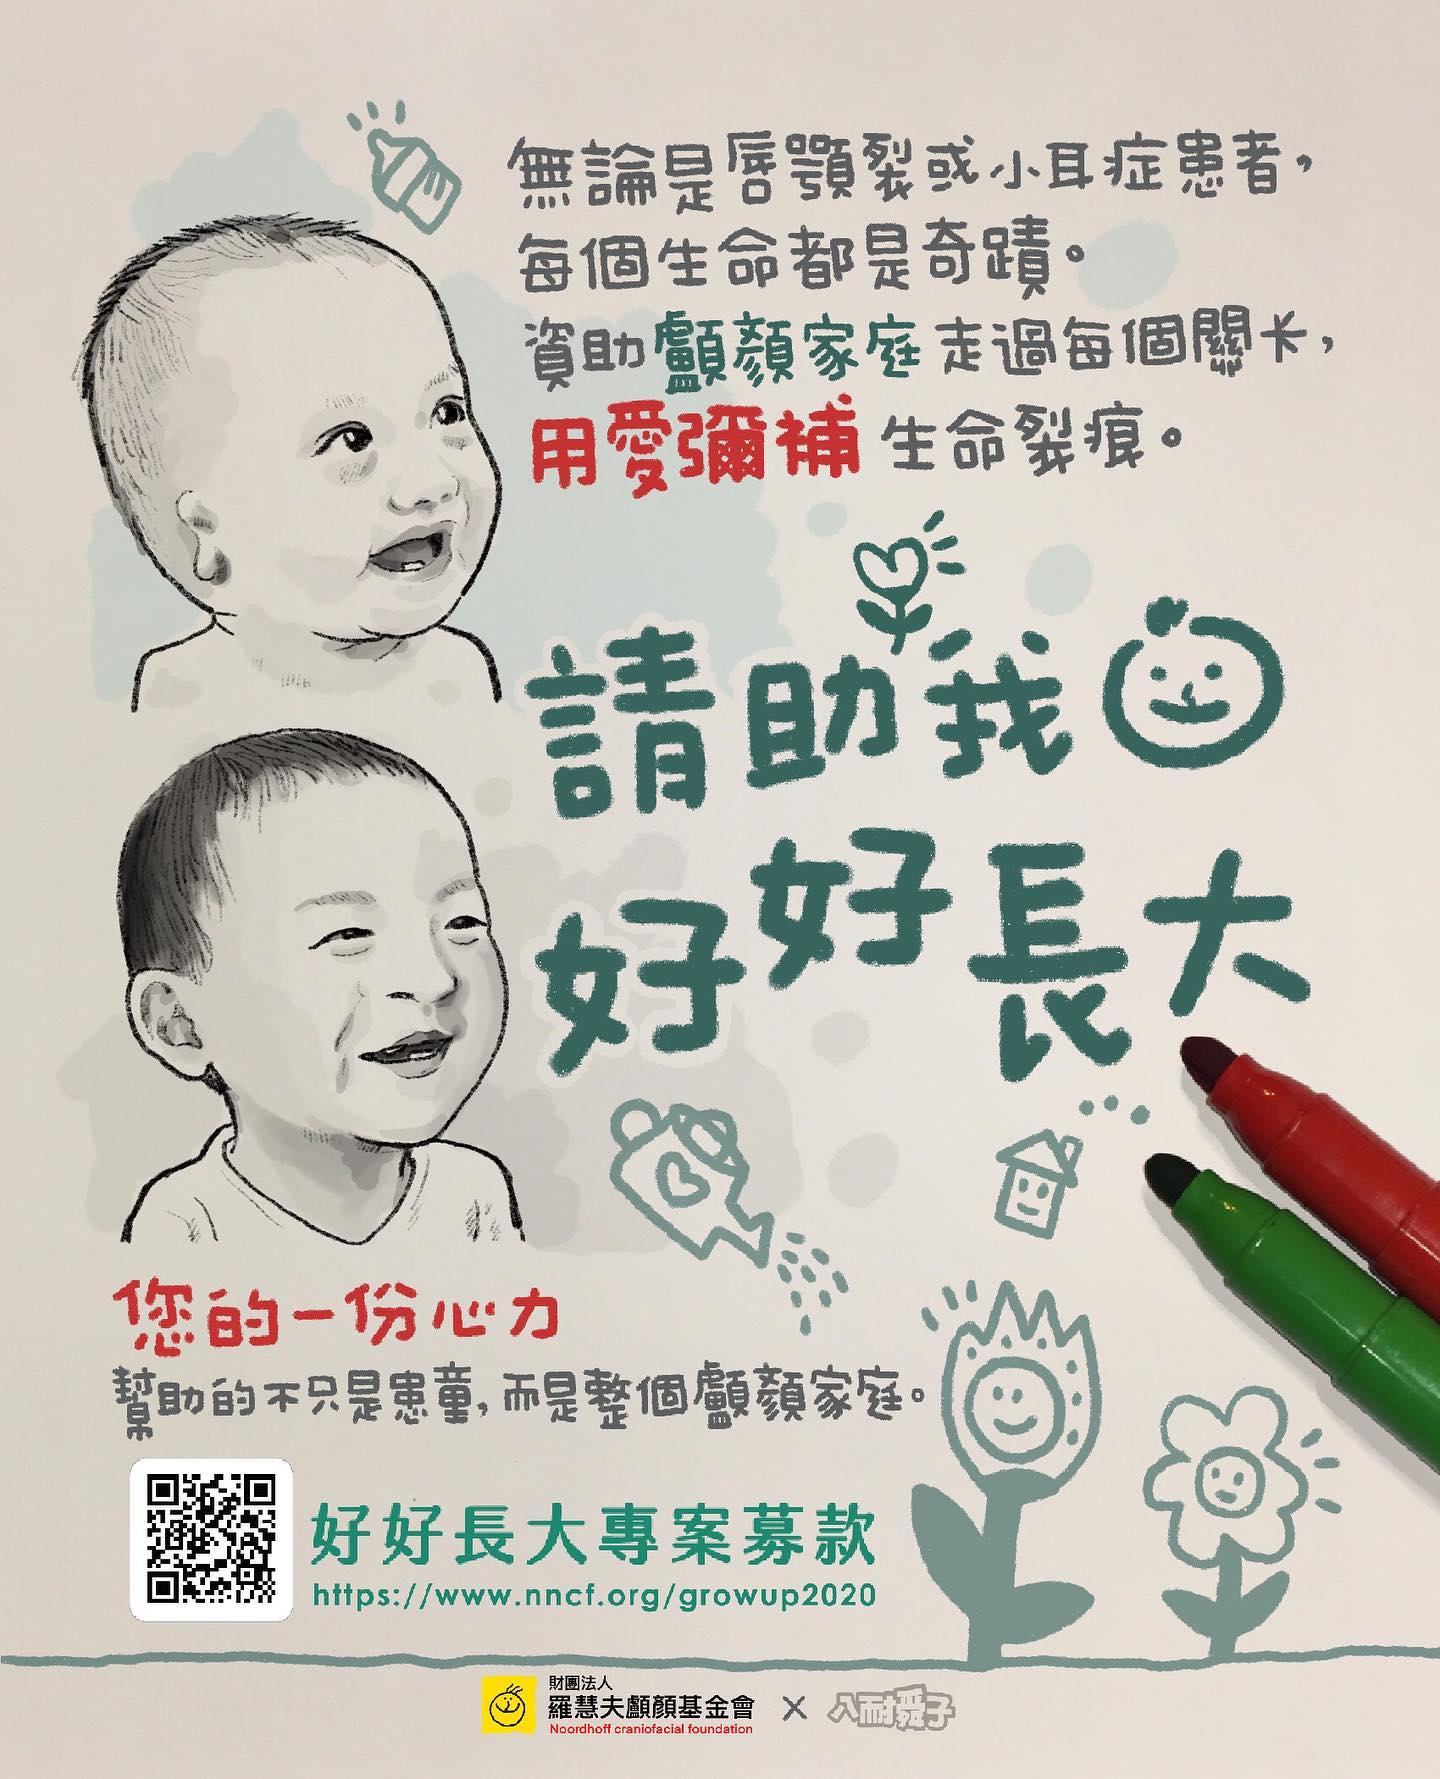 無論是唇顎裂或小耳症患者，
每個生命都是奇蹟。
資助顱顏家庭走過每個關卡，
用愛彌補生命裂痕。
請助我
好好長大
您的一份心力
幫助的不只是患童，而是整個顱顏家庭。
好好長大專案募款
https://www.nncf.org/growup2020
財團法人
羅慧夫顱顏基金會
Noordhoff craniofacial foundation
×
八耐舜子